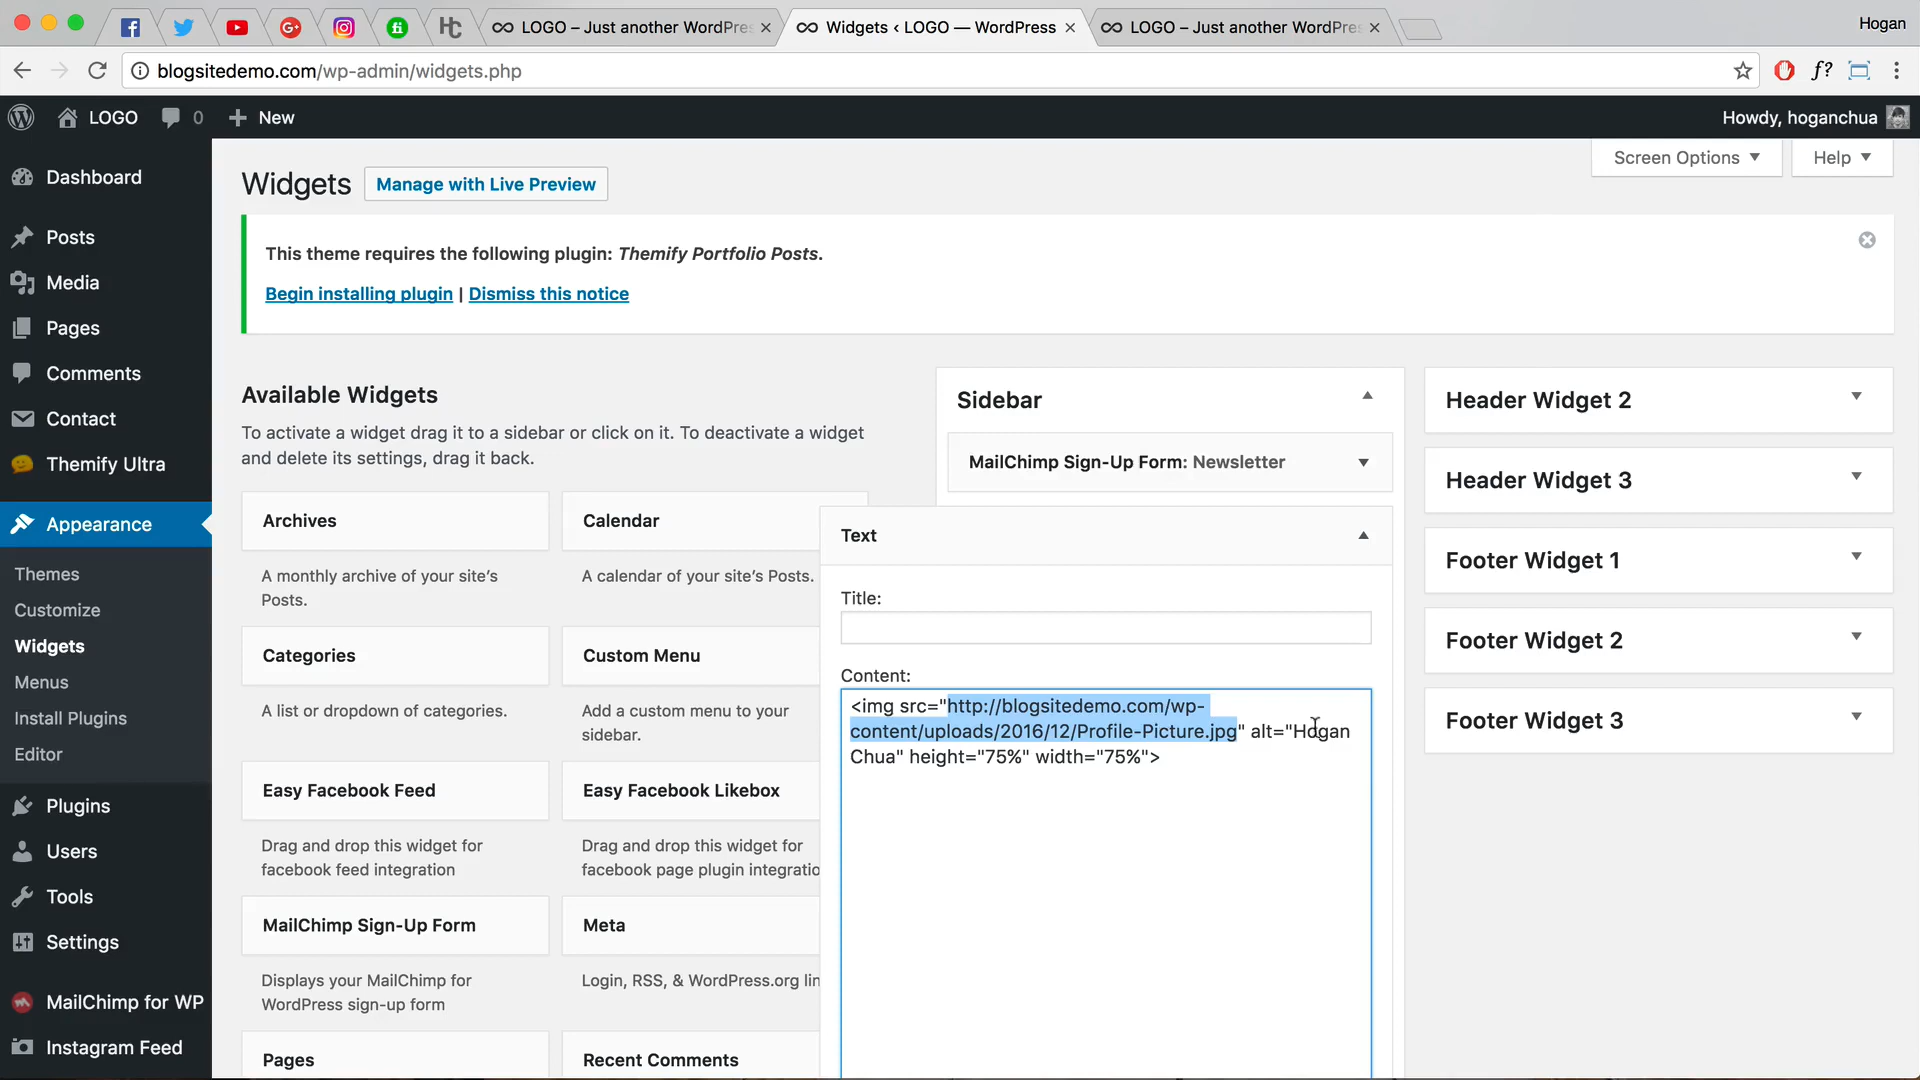 LOGO – Just another WordPres
Widgets ‹ LOGO — WordPress
LOGO – Just another WordPres
Hogan
blogsitedemo.com/wp-admin/widgets.php
f?
LOGO
0
New
Howdy, hoganchua
Screen Options
Help
Dashboard
Posts
Media
Pages
Comments
Contact
Themify Ultra
Appearance
Themes
Customize
Widgets
Menus
Install Plugins
Editor
Plugins
Users
Tools
Settings
MailChimp for WP
Instagram Feed
Widgets
Manage with Live Preview
This theme requires the following plugin: Themify Portfolio Posts.
Begin installing plugin | Dismiss this notice
Available Widgets
To activate a widget drag it to a sidebar or click on it. To deactivate a widget
and delete its settings, drag it back.
Archives
A monthly archive of your site’s
Posts.
Calendar
A calendar of your site’s Posts.
Categories
A list or dropdown of categories.
Custom Menu
Add a custom menu to your
sidebar.
Easy Facebook Feed
Drag and drop this widget for
facebook feed integration
Easy Facebook Likebox
Drag and drop this widget for
facebook page plugin integratio
MailChimp Sign-Up Form
Displays your MailChimp for
WordPress sign-up form
Meta
Login, RSS, & WordPress.org lin
Pages
Recent Comments
Sidebar
MailChimp Sign-Up Form: Newsletter
Text
Title:
Content:
<img src="http://blogsitedemo.com/wp-
content/uploads/2016/12/Profile-Picture.jpg" alt="Hogan
Chua" height="75%" width="75%">
Header Widget 2
Header Widget 3
Footer Widget 1
Footer Widget 2
Footer Widget 3